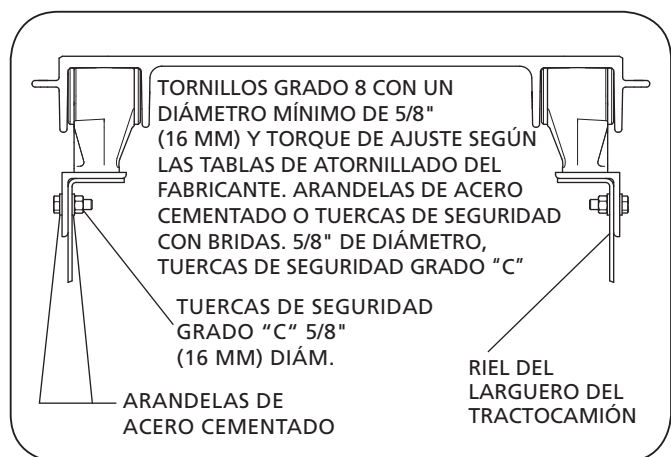 TORNILLOS GRADO 8 CON UN
DIÁMETRO MÍNIMO DE 5/8"
(16 MM) Y TORQUE DE AJUSTE SEGÚN
LAS TABLAS DE ATORNILLADO DEL
FABRICANTE. ARANDELAS DE ACERO
CEMENTADO O TUERCAS DE SEGURIDAD
CON BRIDAS. 5/8" DE DIÁMETRO,
TUERCAS DE SEGURIDAD GRADO "C"
TUERCAS DE SEGURIDAD
GRADO "C" 5/8"
(16 MM) DIÁM.
ARANDELAS DE
ACERO CEMENTADO
RIEL DEL
LARGUERO DEL
TRACTOCAMIÓN